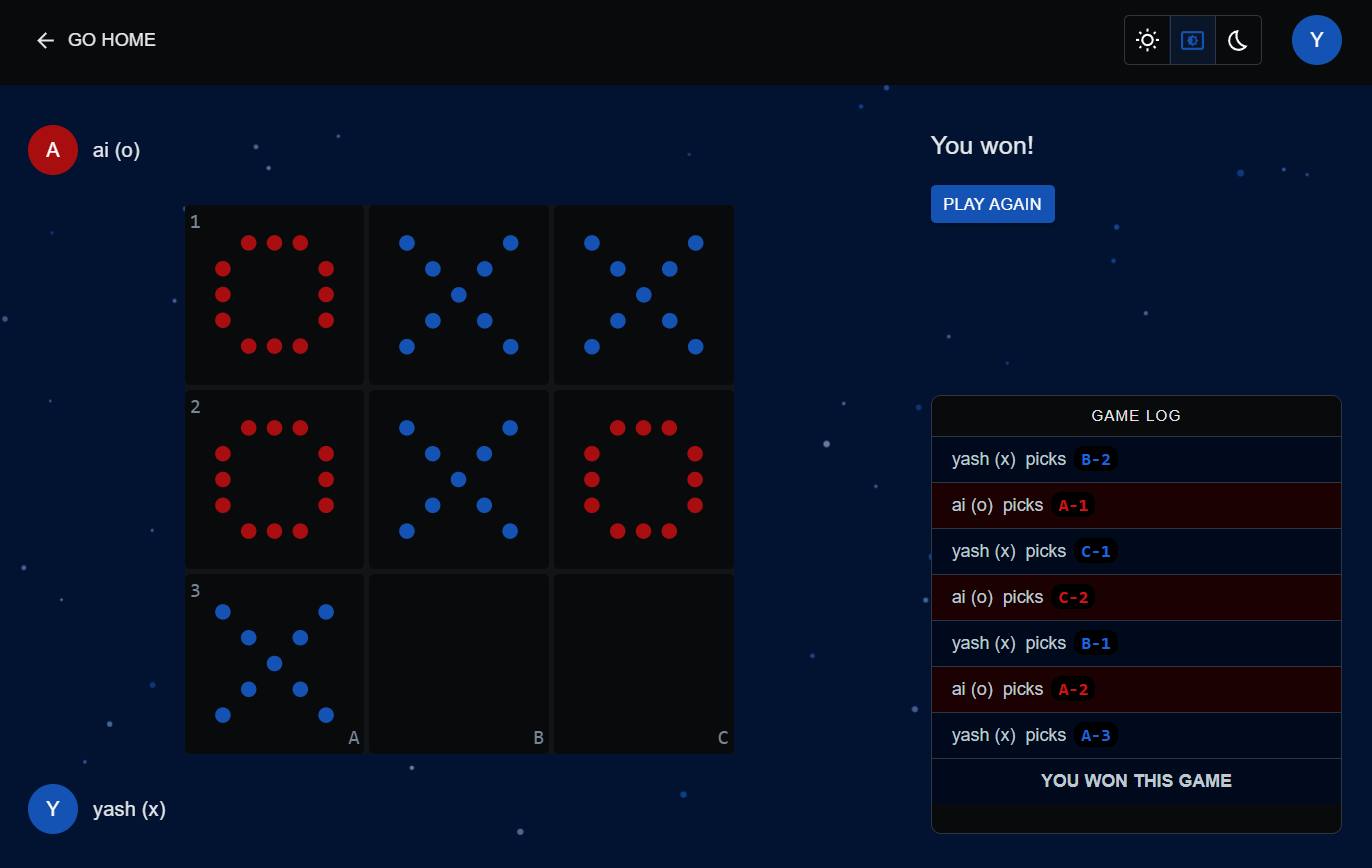 GO HOME
Y
A
ai (o)
1
2
3
A
B
C
Y
yash (x)
You won!
PLAY AGAIN
GAME LOG
yash (x) picks B-2
ai (o) picks A-1
yash (x) picks C-1
ai (o) picks C-2
yash (x) picks B-1
ai (o) picks A-2
yash (x) picks A-3
YOU WON THIS GAME